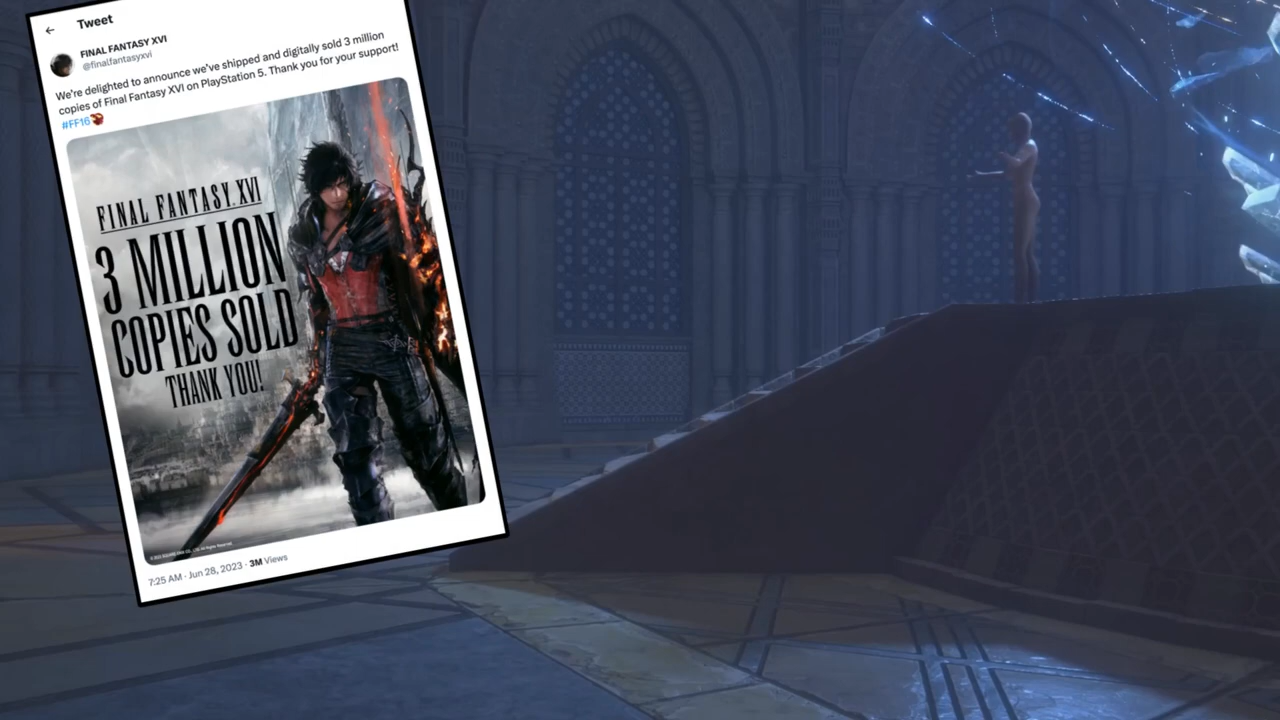 Tweet
FINAL FANTASY XVI
@finalfantasyxvi
We're delighted to announce we've shipped and digitally sold 3 million
copies of Final Fantasy XVI on PlayStation 5. Thank you for your support!
#FF16
FINAL FANTASY XVI
3 MILLION
COPIES SOLD
THANK YOU!
7:25 AM · Jun 28, 2023 · 3M Views